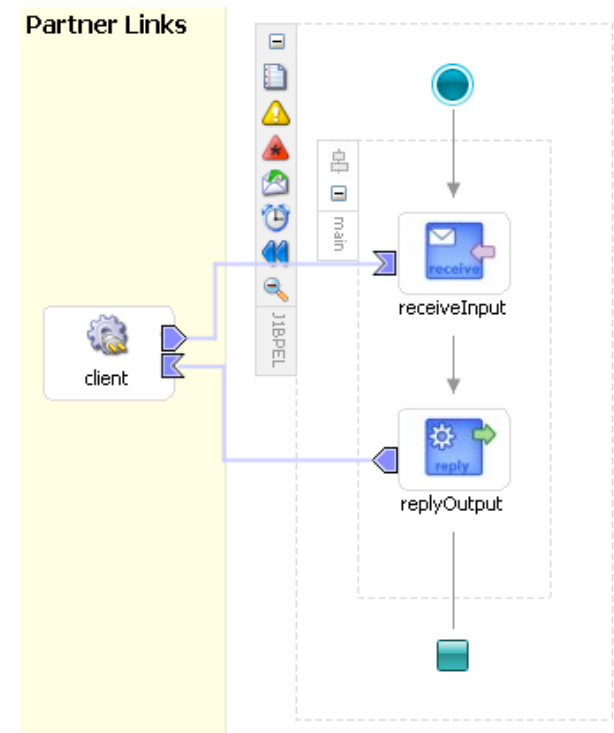 Partner Links
main
receive
receiveInput
J1BPEL
client
reply
replyOutput